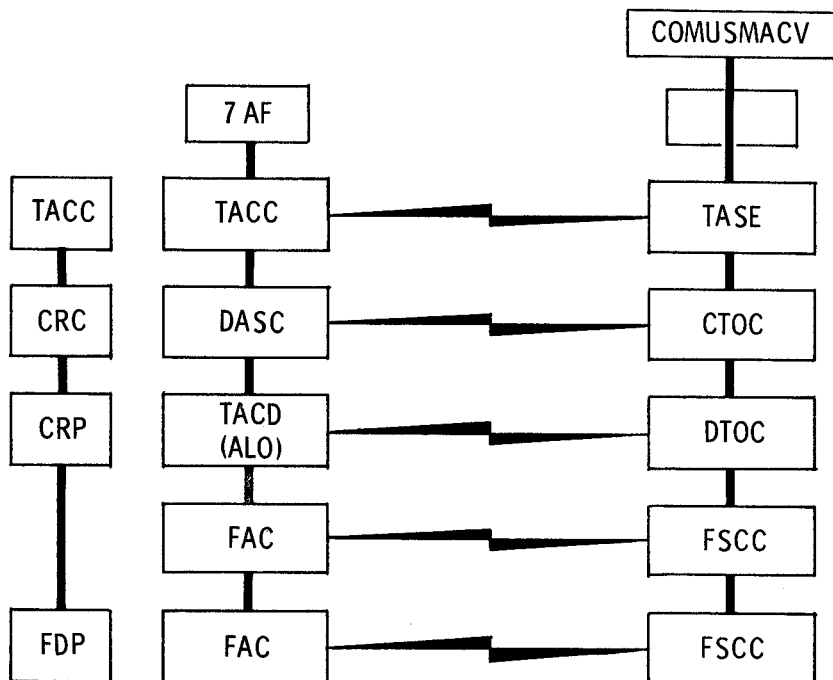 COMUSMACV
7 AF
TACC
TACC
TASE
CRC
DASC
CTOC
CRP
TACD
(ALO)
DTOC
FAC
FSCC
FDP
FAC
FSCC